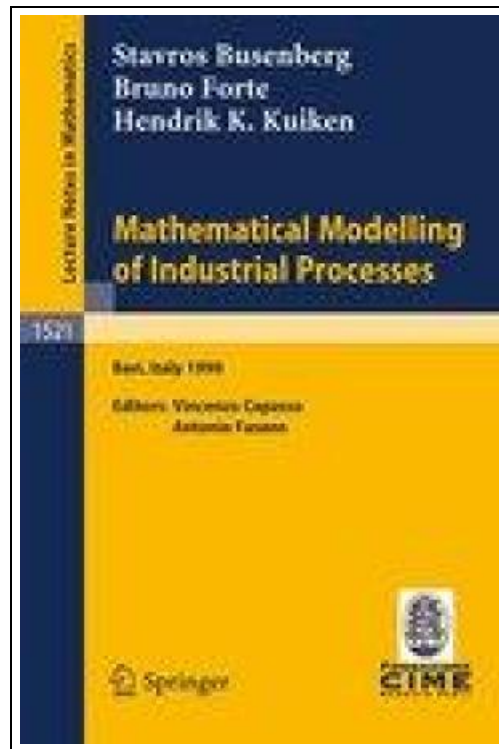 Stavros Busenberg
Bruno Forte
Hendrik K. Kuiken
Lecture Notes in Mathematics
Mathematical Modelling
of Industrial Processes
1521
Bari, Italy 1990
Editors: Vincenzo Capasso
Antonio Fasano
Springer
CIME